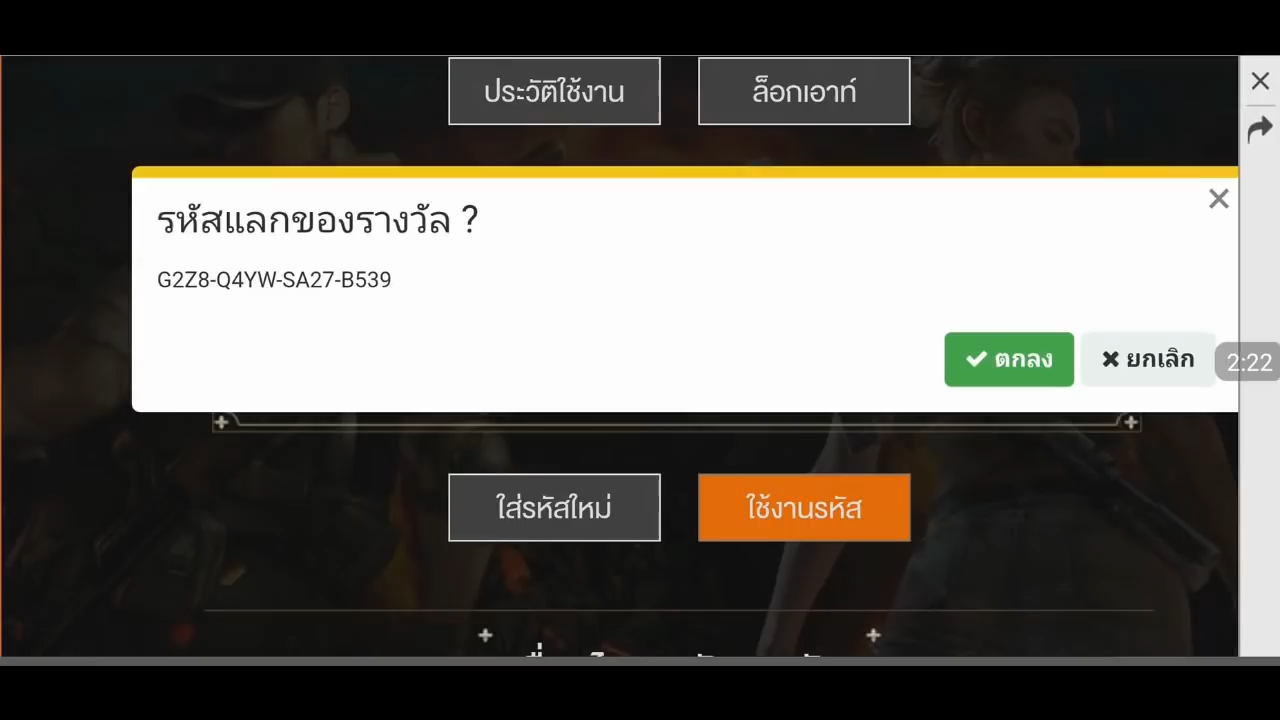 ประวัติใช้งาน
ล็อกเอาท์
รหัสแลกของรางวัล ?
G2Z8-Q4YW-SA27-B539
ตกลง
ยกเลิก
2:22
ใส่รหัสใหม่
ใช้งานรหัส